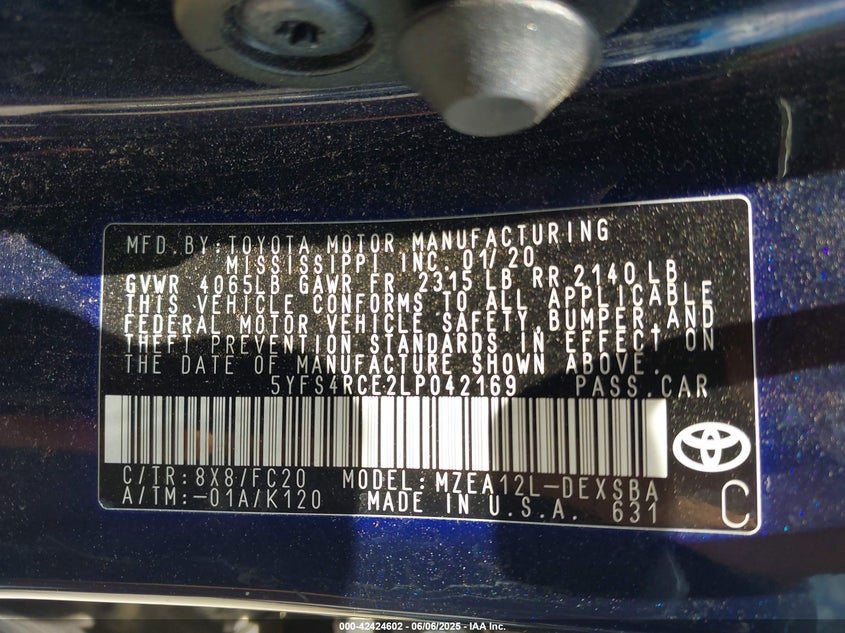 MFD. BY: TOYOTA MOTOR MANUFACTURING
MISSISSIPPI INC. 01/20
GVWR 4065LB GAWR FR 2315 LB RR 2140 LB
THIS VEHICLE CONFORMS TO ALL APPLICABLE
FEDERAL MOTOR VEHICLE SAFETY, BUMPER, AND
THEFT PREVENTION STANDARDS IN EFFECT ON
THE DATE OF MANUFACTURE SHOWN ABOVE.
5YFS4RCE2LP042169 PASS. CAR
C/TR: 8X8/FC20 MODEL: MZEA12L-DEXSBA
A/TM: -01A/K120 MADE IN U.S.A. 631
C
000-42424602 - 06/06/2025 - IAA Inc.